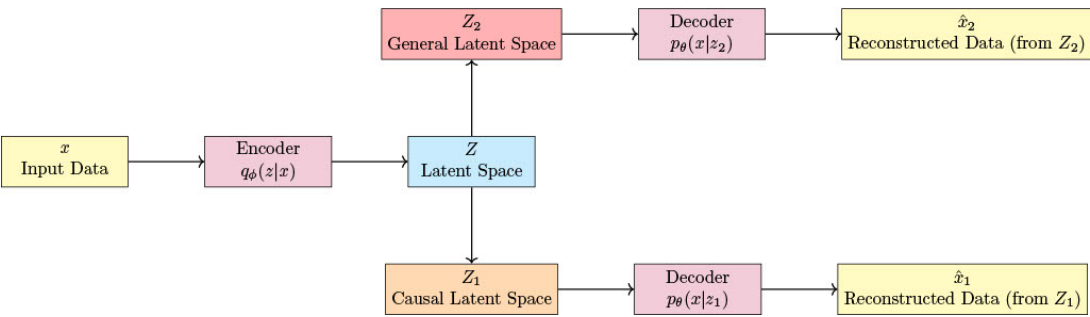 Z₂
General Latent Space
Decoder
p_θ(x|z₂)
x̂₂
Reconstructed Data (from Z₂)
x
Input Data
Encoder
q_ϕ(z|x)
Z
Latent Space
Z₁
Causal Latent Space
Decoder
p_θ(x|z₁)
x̂₁
Reconstructed Data (from Z₁)